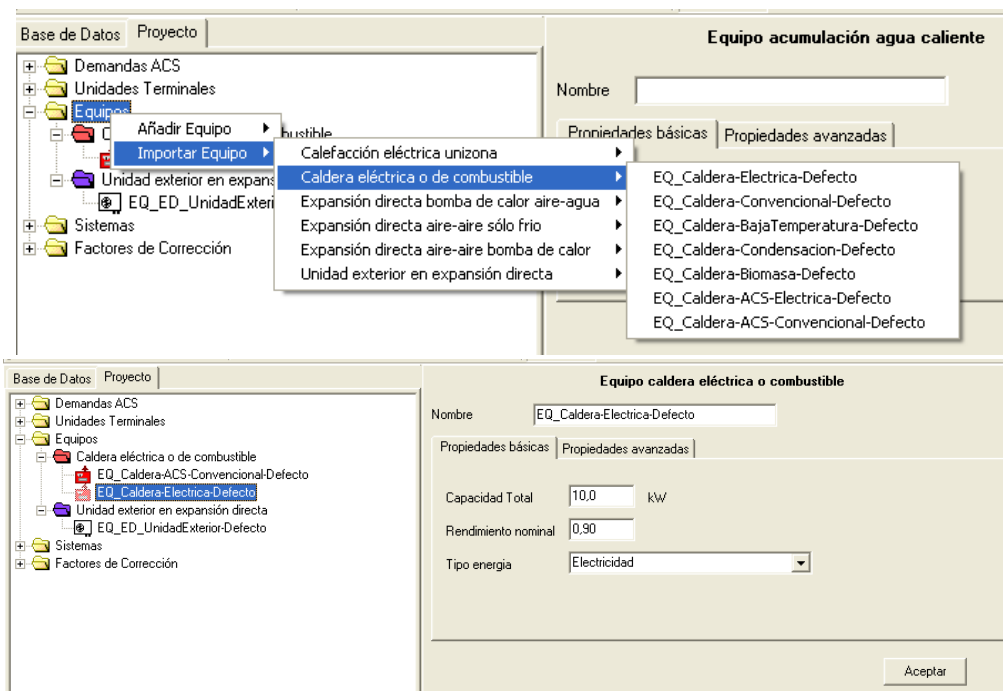 Base de Datos Proyecto
Demandas ACS
Unidades Terminales
Equipos
Añadir Equipo
bustible
Importar Equipo
Unidad exterior en expans
EQ_ED_UnidadExteri
Sistemas
Factores de Corrección
Calefacción eléctrica unizona
Caldera eléctrica o de combustible
Expansión directa bomba de calor aire-agua
Expansión directa aire-aire sólo frio
Expansión directa aire-aire bomba de calor
Unidad exterior en expansión directa
EQ_Caldera-Electrica-Defecto
EQ_Caldera-Convencional-Defecto
EQ_Caldera-BajaTemperatura-Defecto
EQ_Caldera-Condensacion-Defecto
EQ_Caldera-Biomasa-Defecto
EQ_Caldera-ACS-Electrica-Defecto
EQ_Caldera-ACS-Convencional-Defecto
Equipo acumulación agua caliente
Nombre
Propiedades básicas Propiedades avanzadas
Base de Datos Proyecto
Demandas ACS
Unidades Terminales
Equipos
Caldera eléctrica o de combustible
EQ_Caldera-ACS-Convencional-Defecto
EQ_Caldera-Electrica-Defecto
Unidad exterior en expansión directa
EQ_ED_UnidadExterior-Defecto
Sistemas
Factores de Corrección
Equipo caldera eléctrica o combustible
Nombre EQ_Caldera-Electrica-Defecto
Propiedades básicas Propiedades avanzadas
Capacidad Total 10,0 kW
Rendimiento nominal 0,90
Tipo energia Electricidad
Aceptar